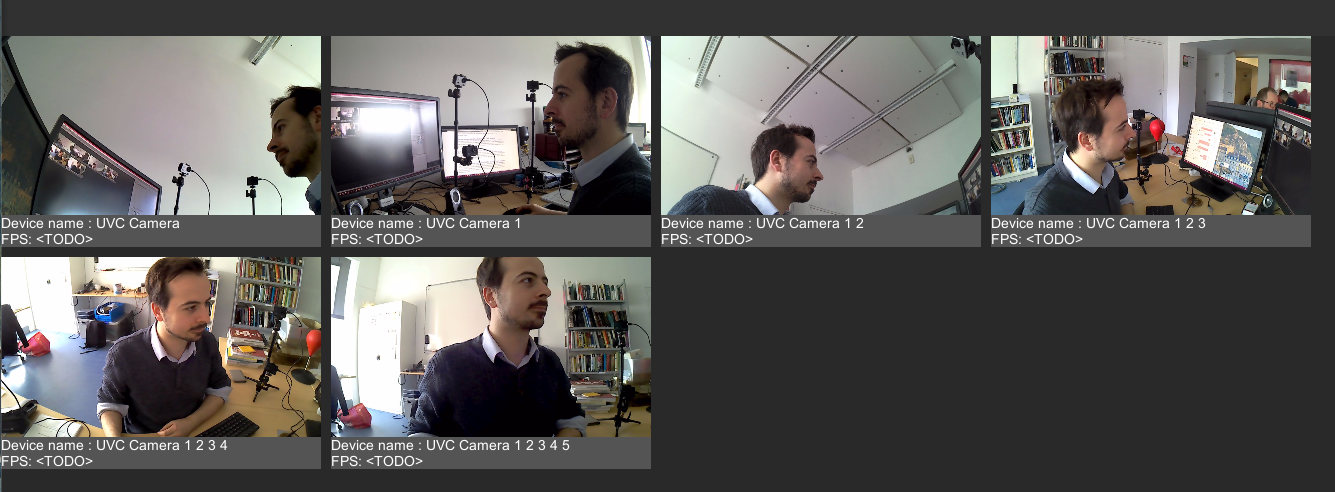 Device name : UVC Camera
FPS: <TODO>
Device name : UVC Camera 1
FPS: <TODO>
Device name : UVC Camera 1 2
FPS: <TODO>
Device name : UVC Camera 1 2 3
FPS: <TODO>
Device name : UVC Camera 1 2 3 4
FPS: <TODO>
Device name : UVC Camera 1 2 3 4 5
FPS: <TODO>